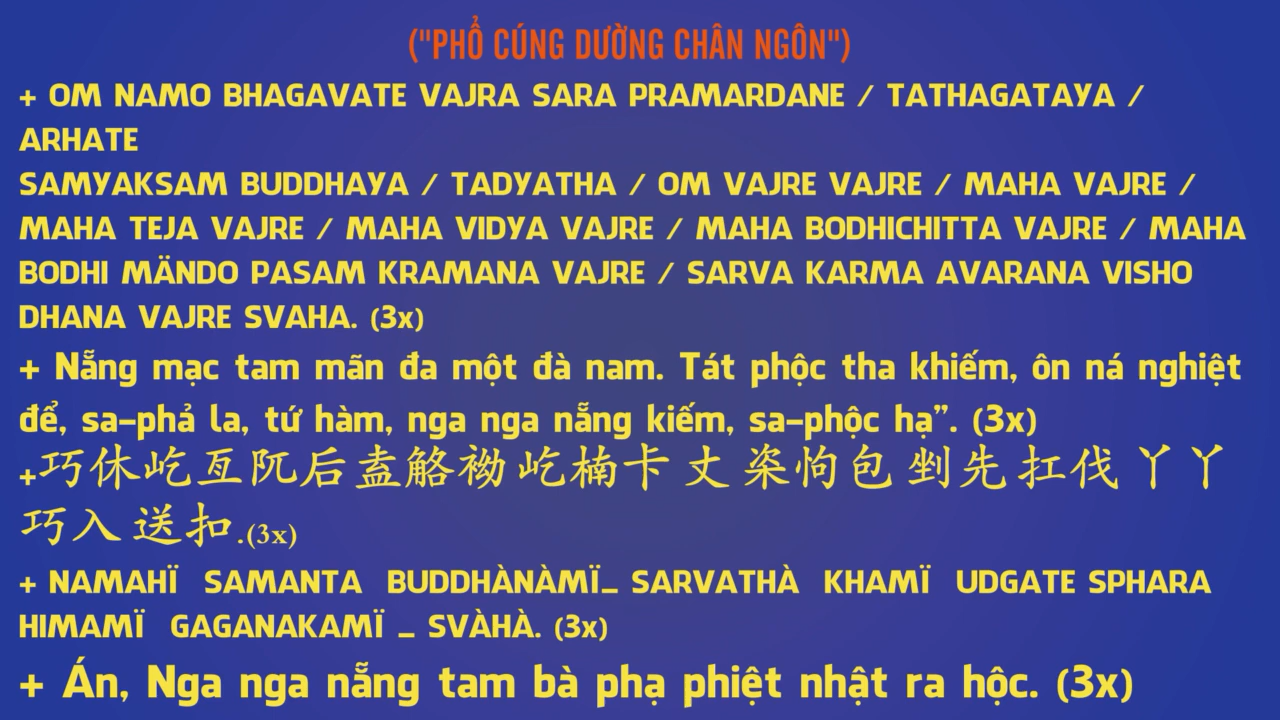 ("PHỔ CÚNG DƯỜNG CHÂN NGÔN")
+ OM NAMO BHAGAVATE VAJRA SARA PRAMARDANE / TATHAGATAYA /
ARHATE
SAMYAKSAM BUDDHAYA / TADYATHA / OM VAJRE VAJRE / MAHA VAJRE /
MAHA TEJA VAJRE / MAHA VIDYA VAJRE / MAHA BODHICHITTA VAJRE / MAHA
BODHI MÄNDO PASAM KRAMANA VAJRE / SARVA KARMA AVARANA VISHO
DHANA VAJRE SVAHA. (3x)
+ Nẵng mạc tam mãn đa một đà nam. Tát phộc tha khiếm, ôn ná nghiệt
để, sa-phả la, tứ hàm, nga nga nẵng kiếm, sa-phộc hạ”. (3x)
+巧休屹亙阢后盍觡袎屹楠卡丈 楶怐包 剉先 扛伐 丫丫
巧入 送扣.(3x)
+ NAMAHÏ SAMANTA BUDDHÀNÀMÏ_ SARVATHÀ KHAMÏ UDGATE SPHARA
HIMAMÏ GAGANAKAMÏ _ SVÀHÀ. (3x)
+ Án, Nga nga nẵng tam bà phạ phiệt nhật ra hộc. (3x)